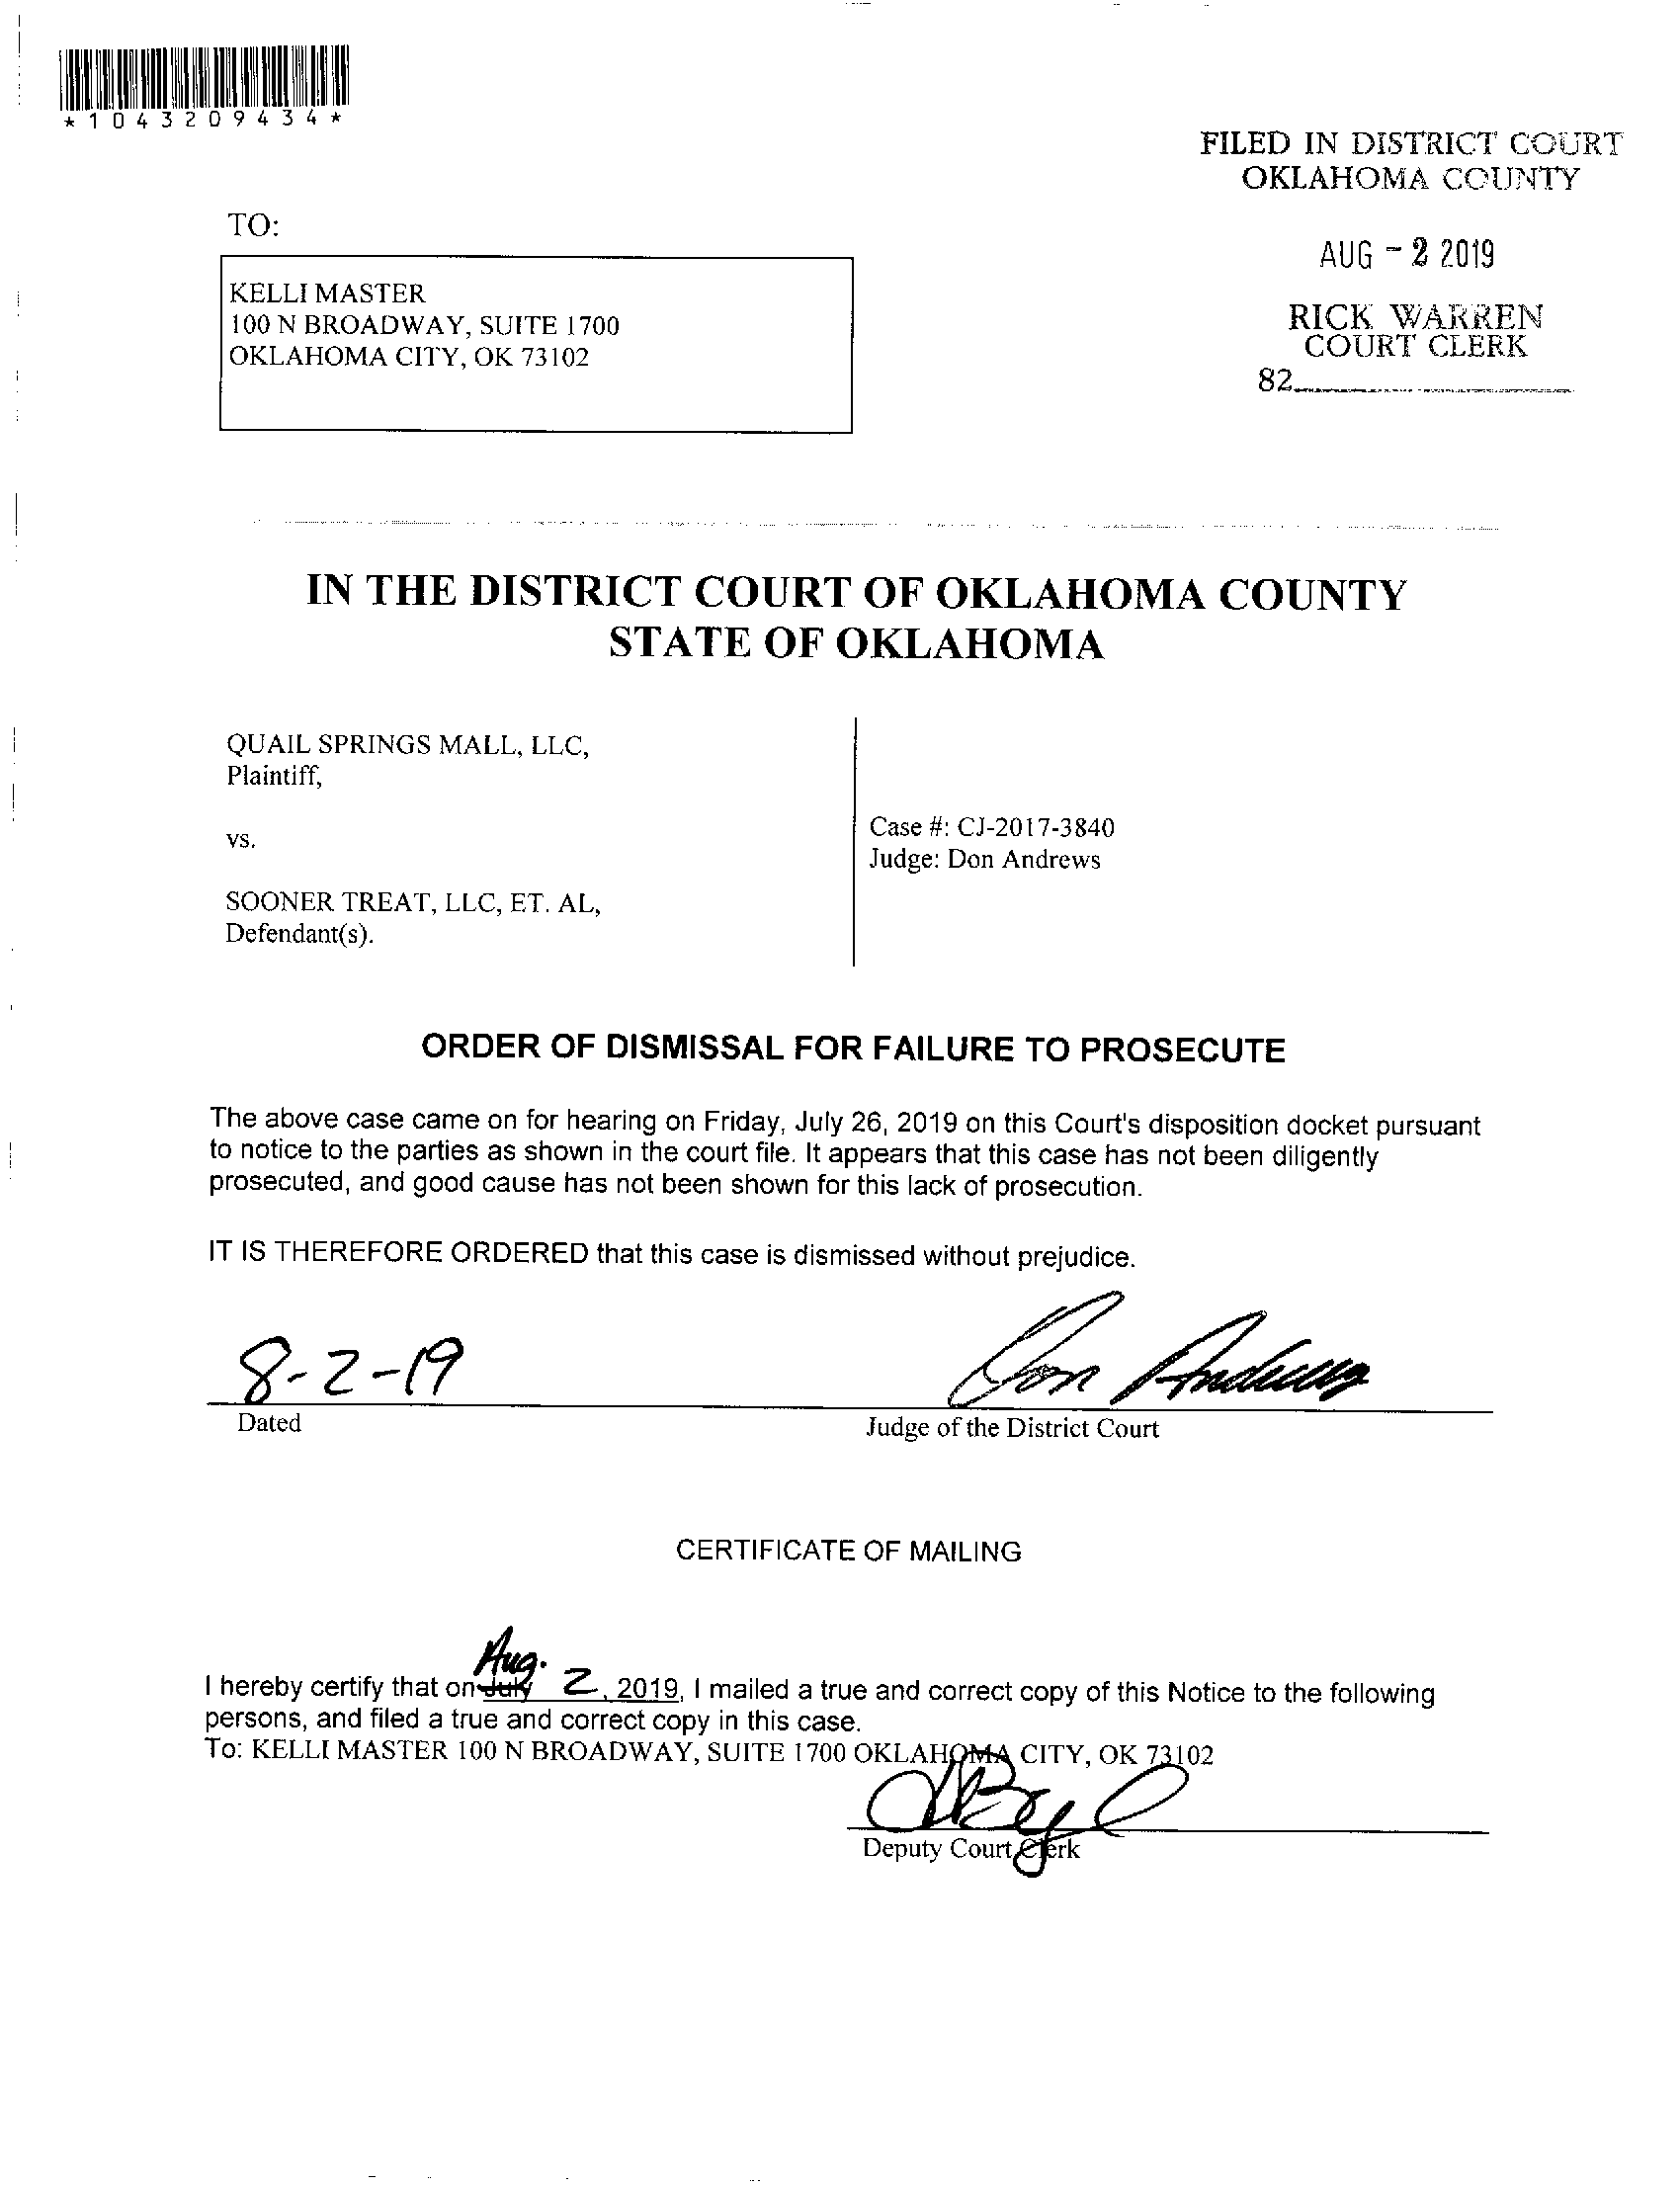 *1043209434*
FILED IN DISTRICT COURT
OKLAHOMA COUNTY
AUG - 2 2019
RICK WARREN
COURT CLERK
82
TO:
KELLI MASTER
100 N BROADWAY, SUITE 1700
OKLAHOMA CITY, OK 73102
IN THE DISTRICT COURT OF OKLAHOMA COUNTY
STATE OF OKLAHOMA
QUAIL SPRINGS MALL, LLC,
Plaintiff,
vs.
SOONER TREAT, LLC, ET. AL,
Defendant(s).
Case #: CJ-2017-3840
Judge: Don Andrews
ORDER OF DISMISSAL FOR FAILURE TO PROSECUTE
The above case came on for hearing on Friday, July 26, 2019 on this Court's disposition docket pursuant
to notice to the parties as shown in the court file. It appears that this case has not been diligently
prosecuted, and good cause has not been shown for this lack of prosecution.
IT IS THEREFORE ORDERED that this case is dismissed without prejudice.
8-2-19
Don Andrews
Dated
Judge of the District Court
CERTIFICATE OF MAILING
Aug.
I hereby certify that on July 2, 2019, I mailed a true and correct copy of this Notice to the following
persons, and filed a true and correct copy in this case.
To: KELLI MASTER 100 N BROADWAY, SUITE 1700 OKLAHOMA CITY, OK 73102
Deputy Court Clerk